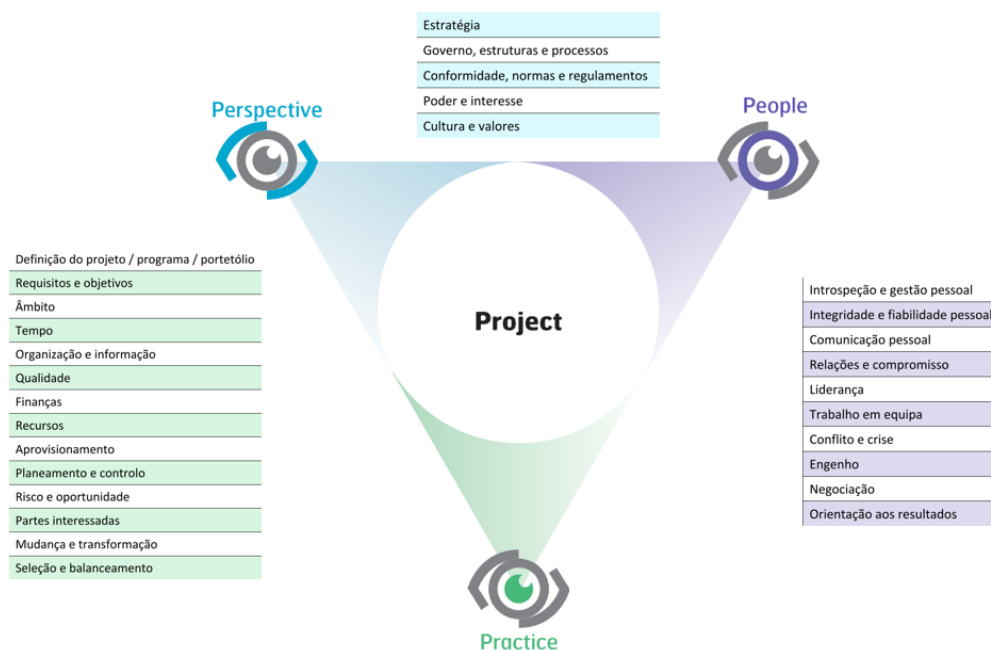 Estratégia
Governo, estruturas e processos
Conformidade, normas e regulamentos
Poder e interesse
Cultura e valores
Perspective
People
Definição do projeto / programa / portetólio
Requisitos e objetivos
Âmbito
Tempo
Organização e informação
Qualidade
Finanças
Recursos
Aprovisionamento
Planeamento e controlo
Risco e oportunidade
Partes interessadas
Mudança e transformação
Seleção e balanceamento
Project
Introspeção e gestão pessoal
Integridade e fiabilidade pessoal
Comunicação pessoal
Relações e compromisso
Liderança
Trabalho em equipa
Conflito e crise
Engenho
Negociação
Orientação aos resultados
Practice